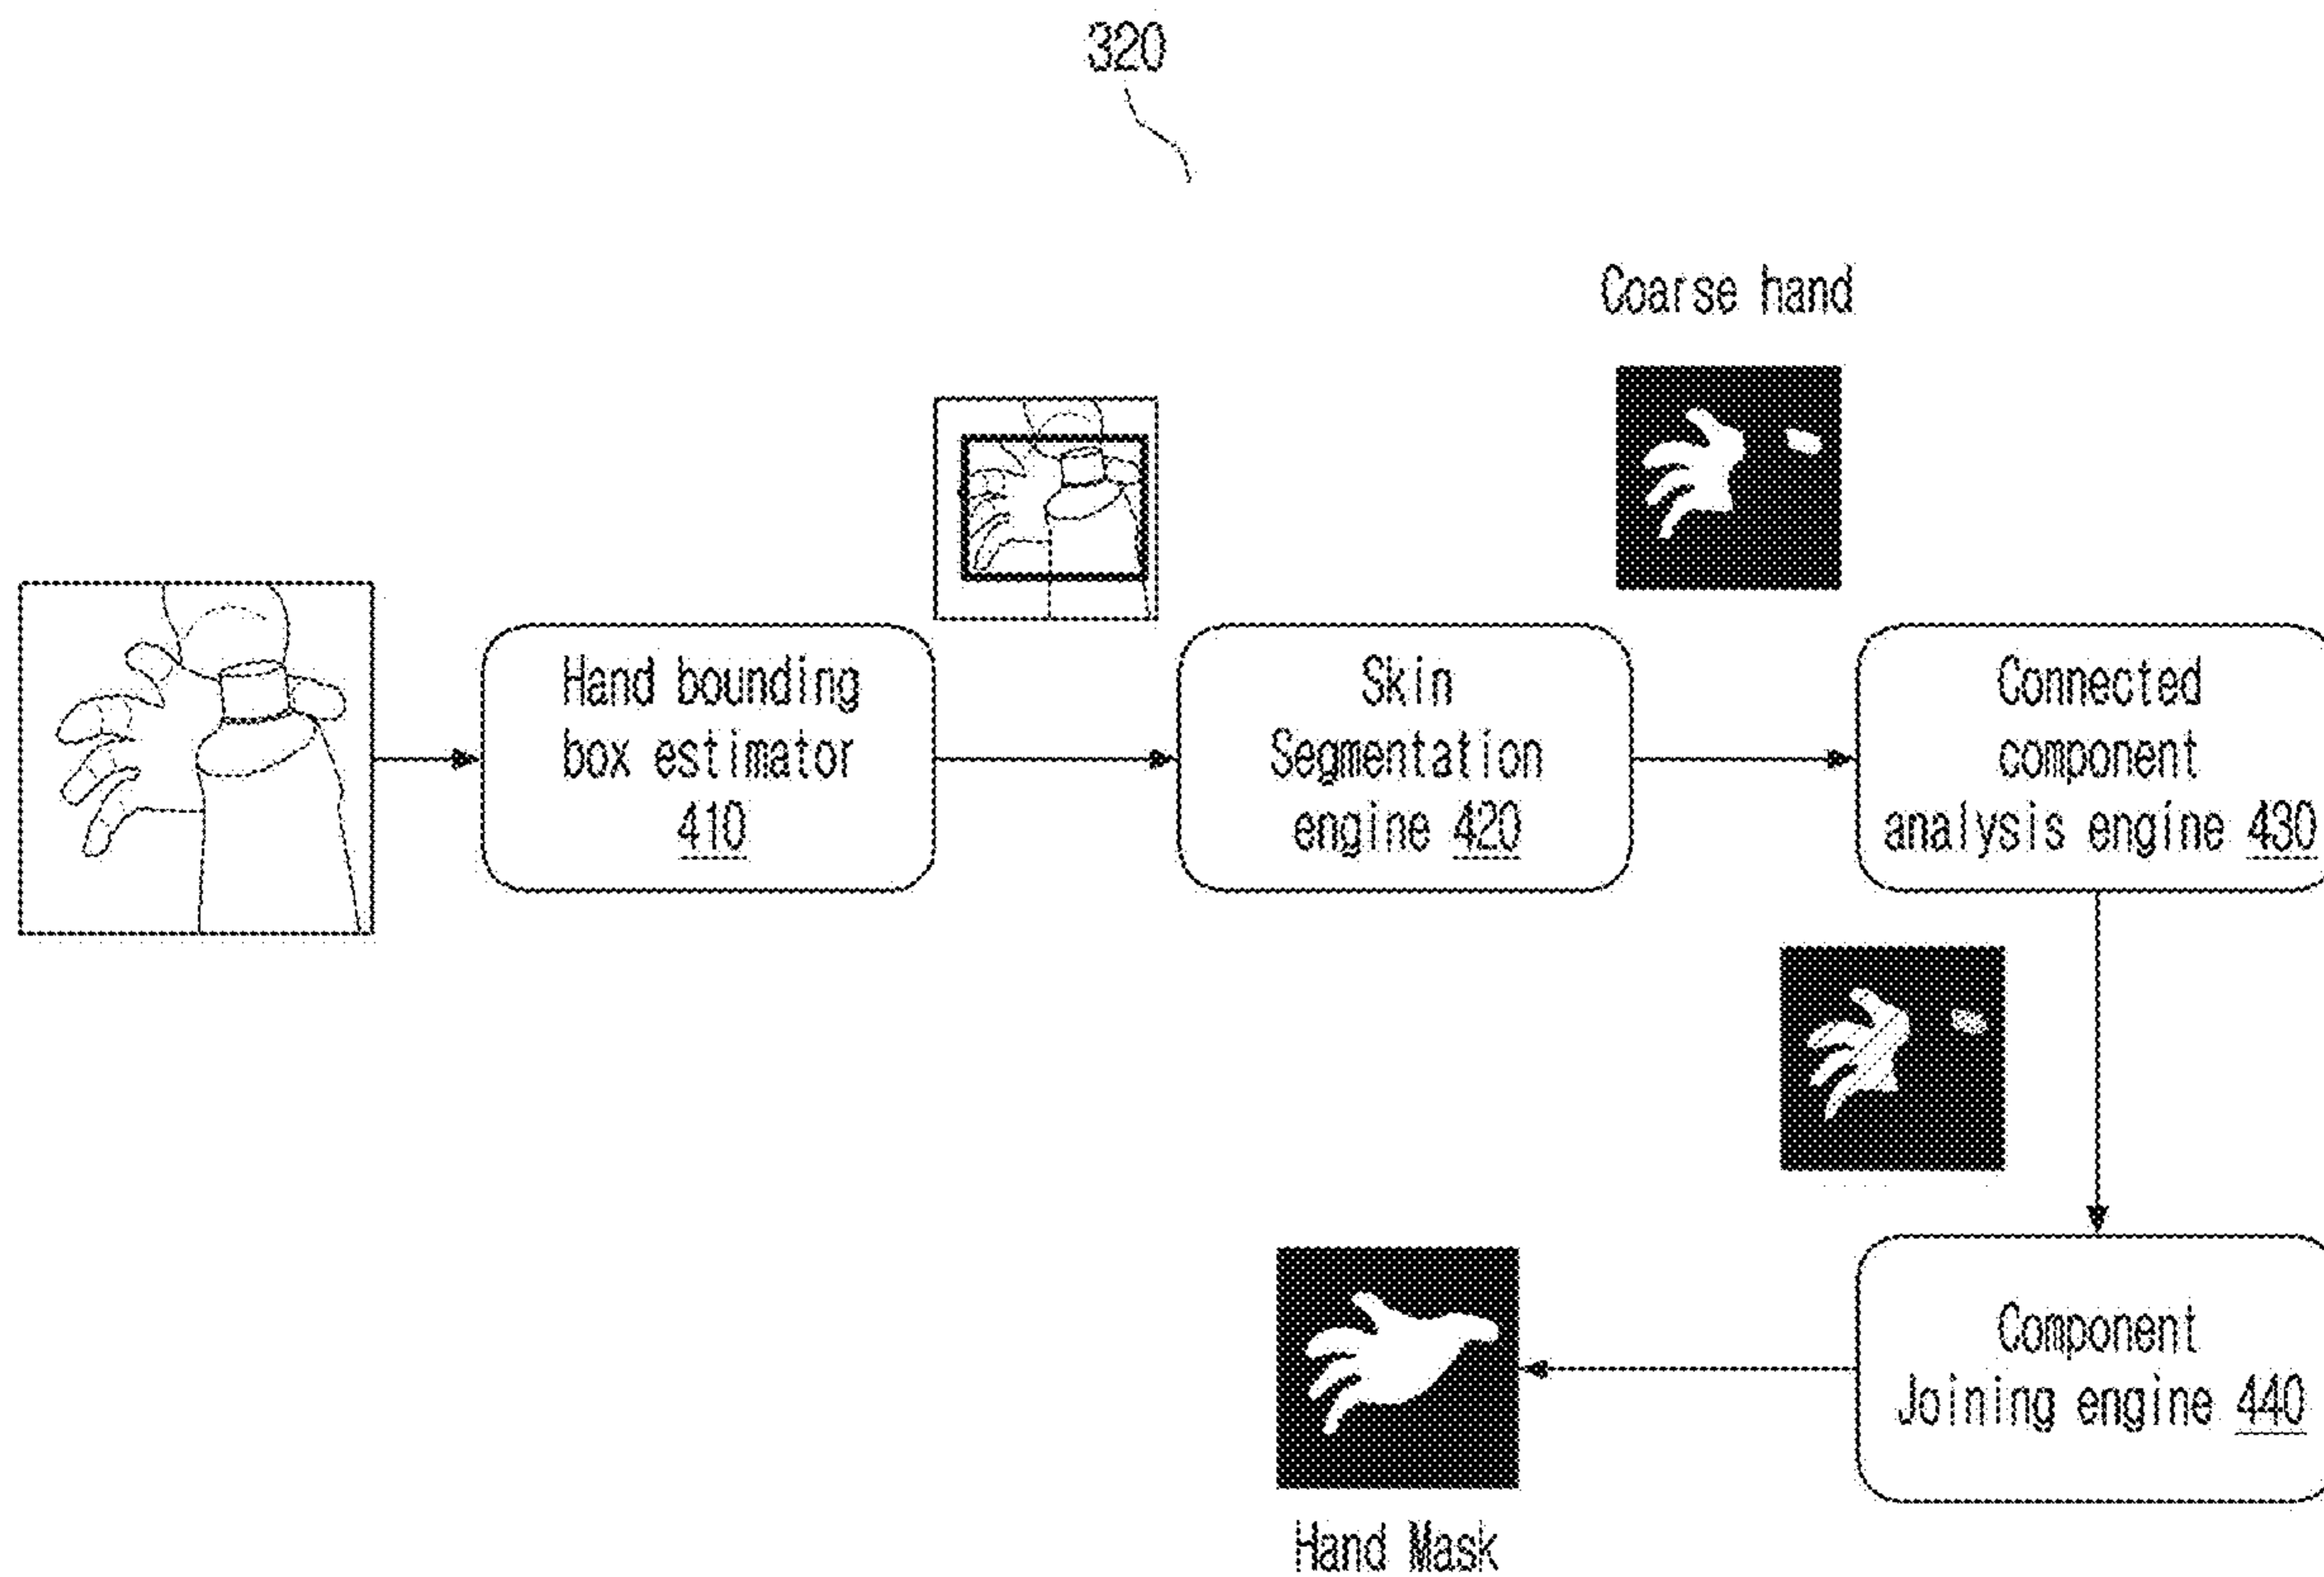 320
Coarse hand
Hand bounding
box estimator
410
Skin
Segmentation
engine 420
Connected
component
analysis engine 430
Component
Joining engine 440
Hand Mask